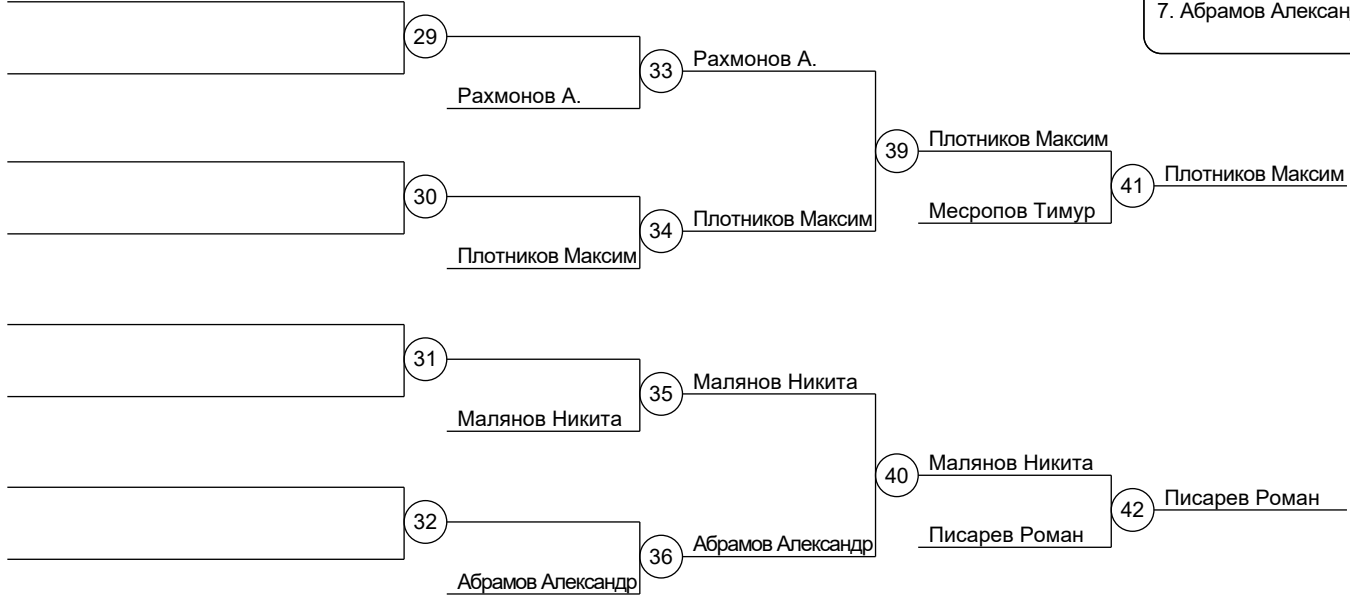 7. Абрамов Алексан
29
33
Рахмонов А.
Рахмонов А.
39
Плотников Максим
41
Плотников Максим
30
34
Плотников Максим
Месропов Тимур
Плотников Максим
31
35
Малянов Никита
Малянов Никита
40
Малянов Никита
42
Писарев Роман
32
36
Абрамов Александр
Писарев Роман
Абрамов Александр